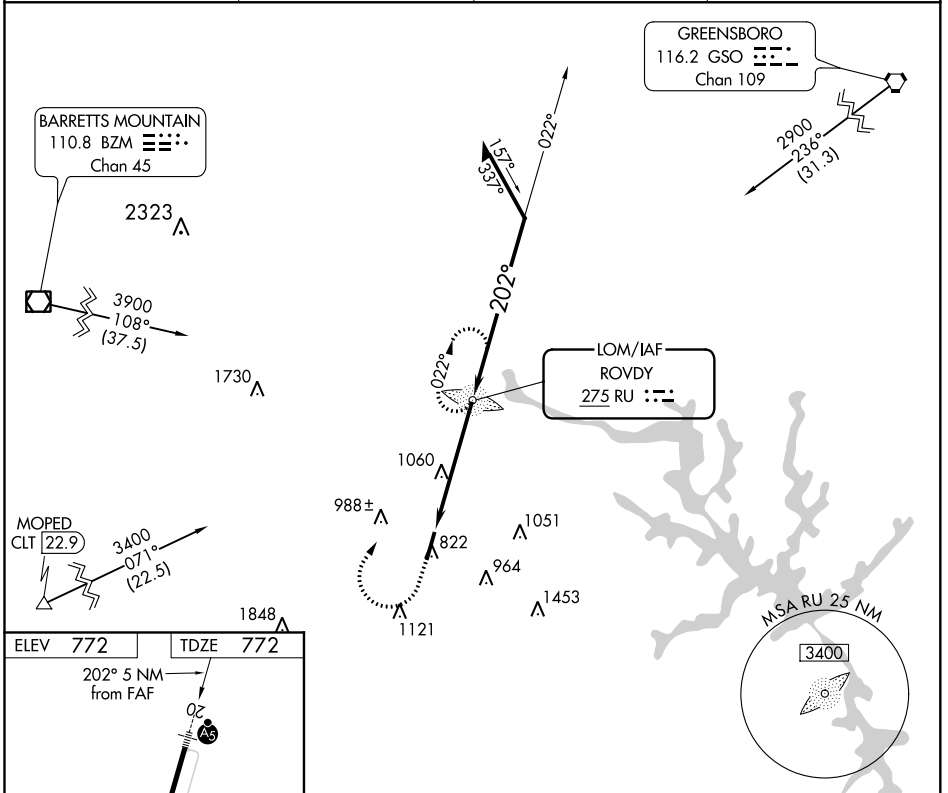 GREENSBORO
116.2 GSO
Chan 109
2900
236°
(31.3)
BARRETTS MOUNTAIN
110.8 BZM
Chan 45
022°
157°
337°
2323
202°
3900
108°
(37.5)
022°
LOM/IAF
ROVDY
275 RU
1730
1060
988±
1051
MOPED
CLT 22.9
3400
071°
(22.5)
822
964
1453
1848
1121
MSA RU 25 NM
3400
ELEV 772
TDZE 772
202° 5 NM
from FAF
20
A5